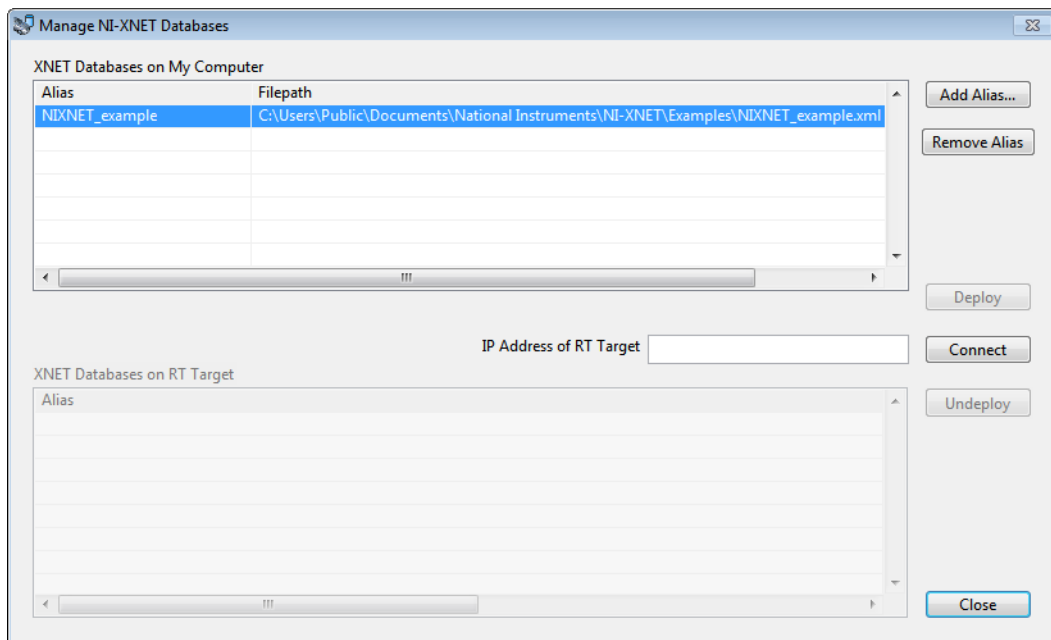 Manage NI-XNET Databases
XNET Databases on My Computer
Alias Filepath
NIXNET_example C:\Users\Public\Documents\National Instruments\NI-XNET\Examples\NIXNET_example.xml
Add Alias...
Remove Alias
Deploy
IP Address of RT Target
Connect
XNET Databases on RT Target
Alias
Undeploy
Close